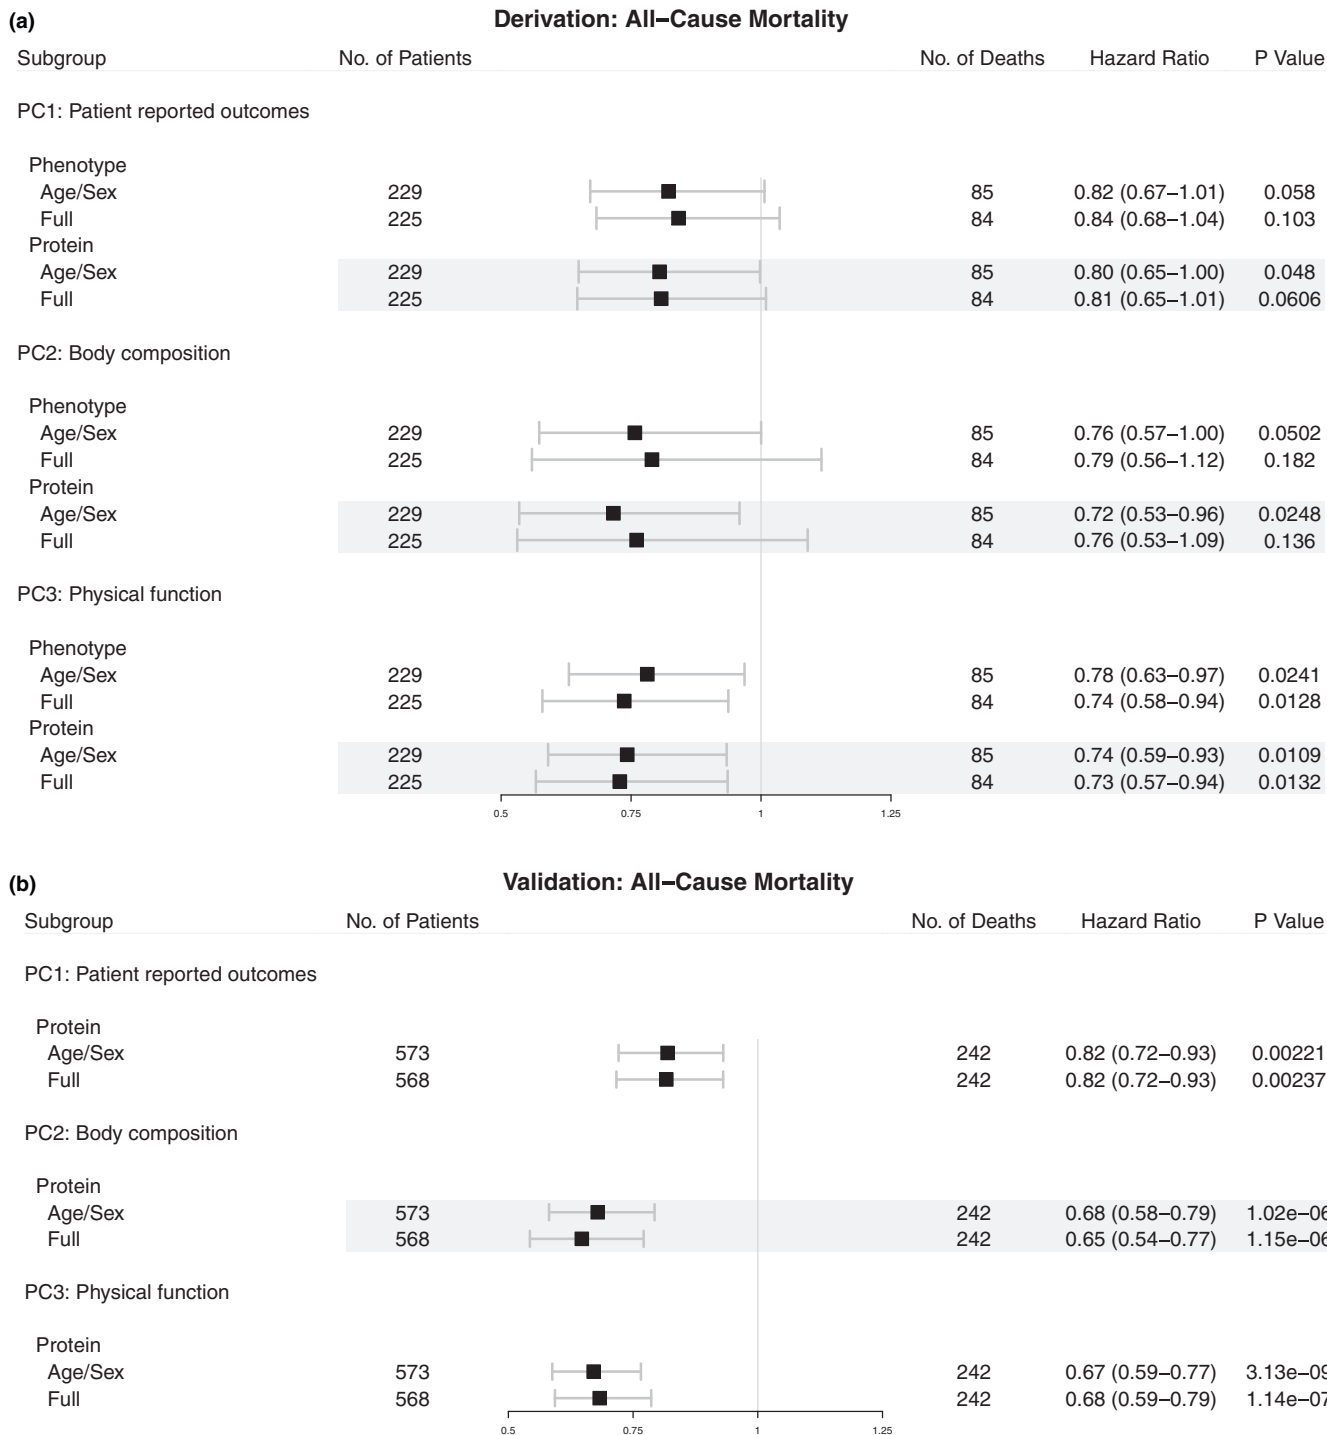 (a) Derivation: All–Cause Mortality
Subgroup No. of Patients No. of Deaths Hazard Ratio P Value
PC1: Patient reported outcomes
Phenotype
Age/Sex 229 85 0.82 (0.67–1.01) 0.058
Full 225 84 0.84 (0.68–1.04) 0.103
Protein
Age/Sex 229 85 0.80 (0.65–1.00) 0.048
Full 225 84 0.81 (0.65–1.01) 0.0606
PC2: Body composition
Phenotype
Age/Sex 229 85 0.76 (0.57–1.00) 0.0502
Full 225 84 0.79 (0.56–1.12) 0.182
Protein
Age/Sex 229 85 0.72 (0.53–0.96) 0.0248
Full 225 84 0.76 (0.53–1.09) 0.136
PC3: Physical function
Phenotype
Age/Sex 229 85 0.78 (0.63–0.97) 0.0241
Full 225 84 0.74 (0.58–0.94) 0.0128
Protein
Age/Sex 229 85 0.74 (0.59–0.93) 0.0109
Full 225 84 0.73 (0.57–0.94) 0.0132
0.5 0.75 1 1.25
(b) Validation: All–Cause Mortality
Subgroup No. of Patients No. of Deaths Hazard Ratio P Value
PC1: Patient reported outcomes
Protein
Age/Sex 573 242 0.82 (0.72–0.93) 0.00221
Full 568 242 0.82 (0.72–0.93) 0.00237
PC2: Body composition
Protein
Age/Sex 573 242 0.68 (0.58–0.79) 1.02e–06
Full 568 242 0.65 (0.54–0.77) 1.15e–06
PC3: Physical function
Protein
Age/Sex 573 242 0.67 (0.59–0.77) 3.13e–09
Full 568 242 0.68 (0.59–0.79) 1.14e–07
0.5 0.75 1 1.25